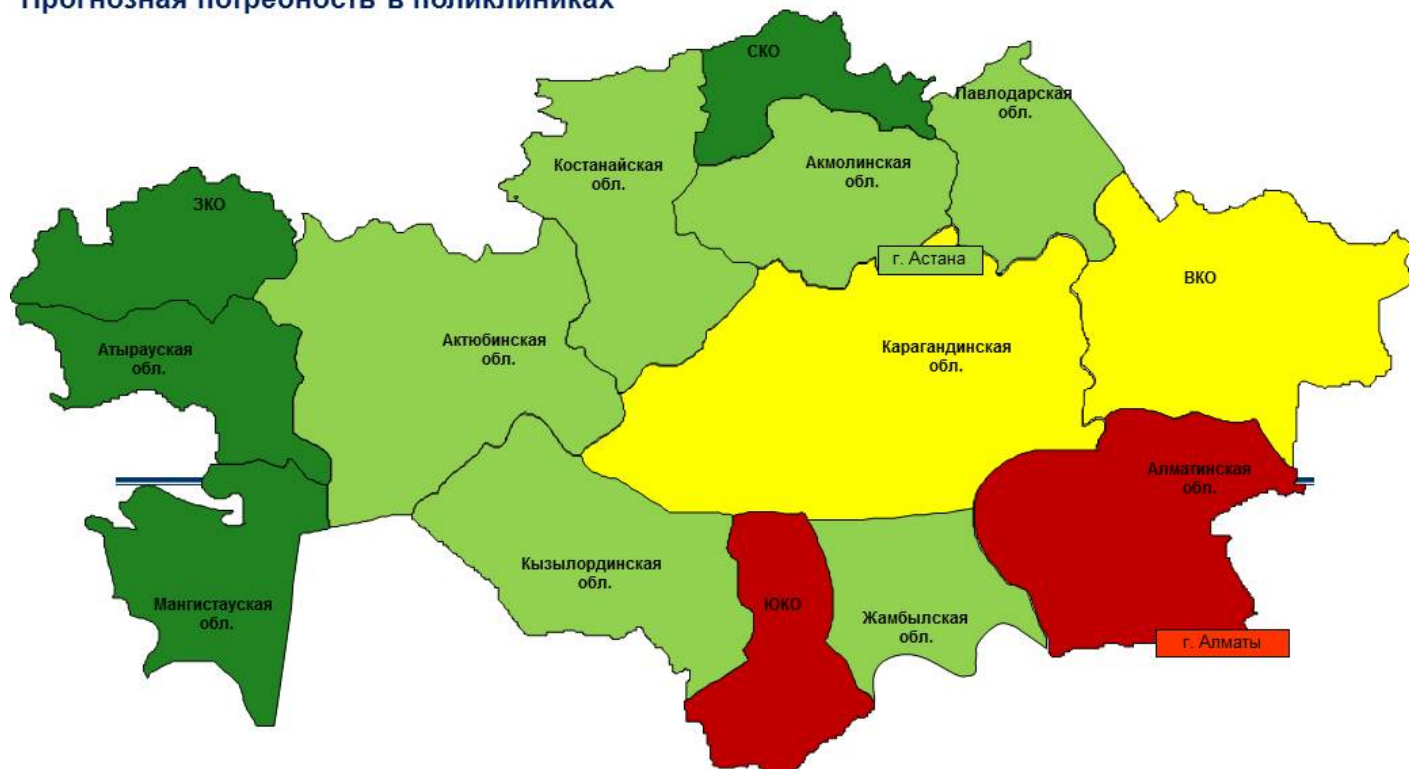 Прогнозная потребность в поликлиниках
СКО
Павлодарская
обл.
Костанайская
обл.
Акмолинская
обл.
ЗКО
г. Астана
ВКО
Атырауская
обл.
Актюбинская
обл.
Карагандинская
обл.
Алматинская
обл.
Кызылординская
обл.
Мангистауская
обл.
ЮКО
Жамбылская
обл.
г. Алматы